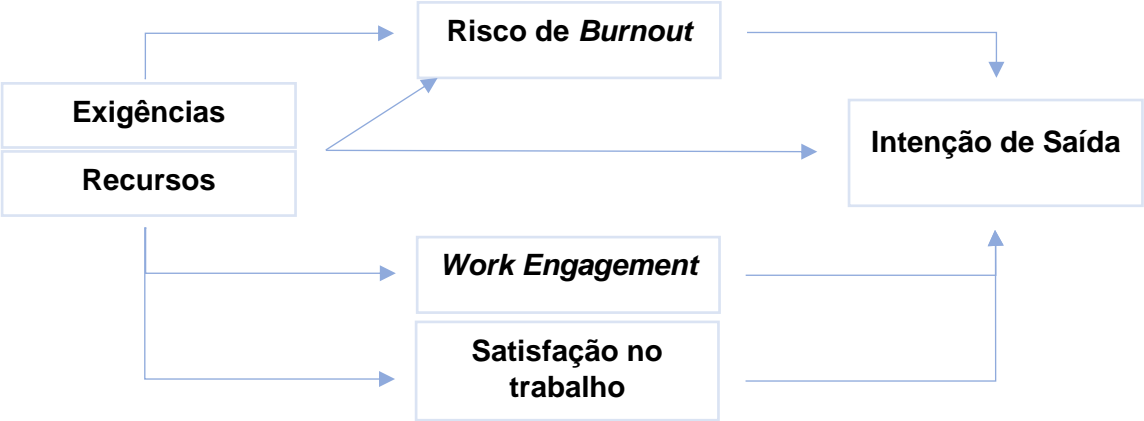 Risco de Burnout
Exigências
Recursos
Intenção de Saída
Work Engagement
Satisfação no
trabalho